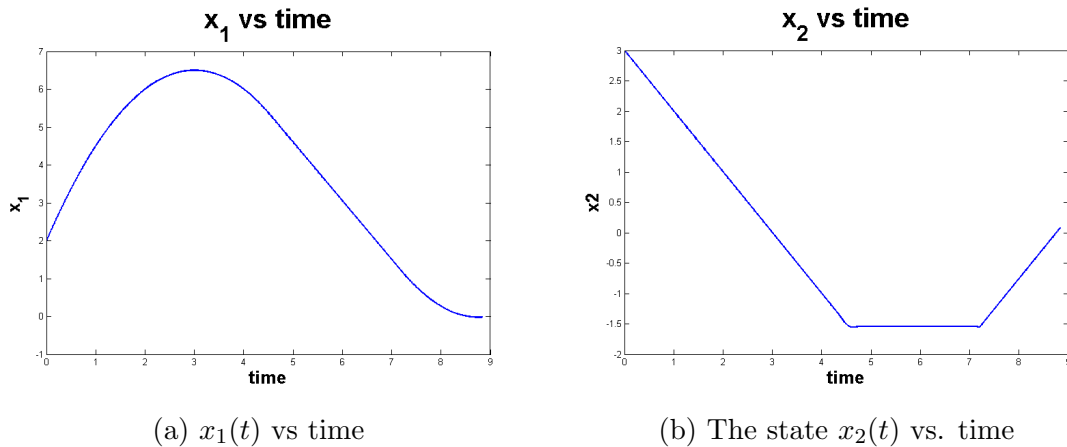 x₁ vs time
7
6
5
4
3
2
1
0
-1
x₁
0 1 2 3 4 5 6 7 8 9
time
(a) x₁(t) vs time
x₂ vs time
3
2.5
2
1.5
1
0.5
0
-0.5
-1
-1.5
-2
x2
0 1 2 3 4 5 6 7 8 9
time
(b) The state x₂(t) vs. time